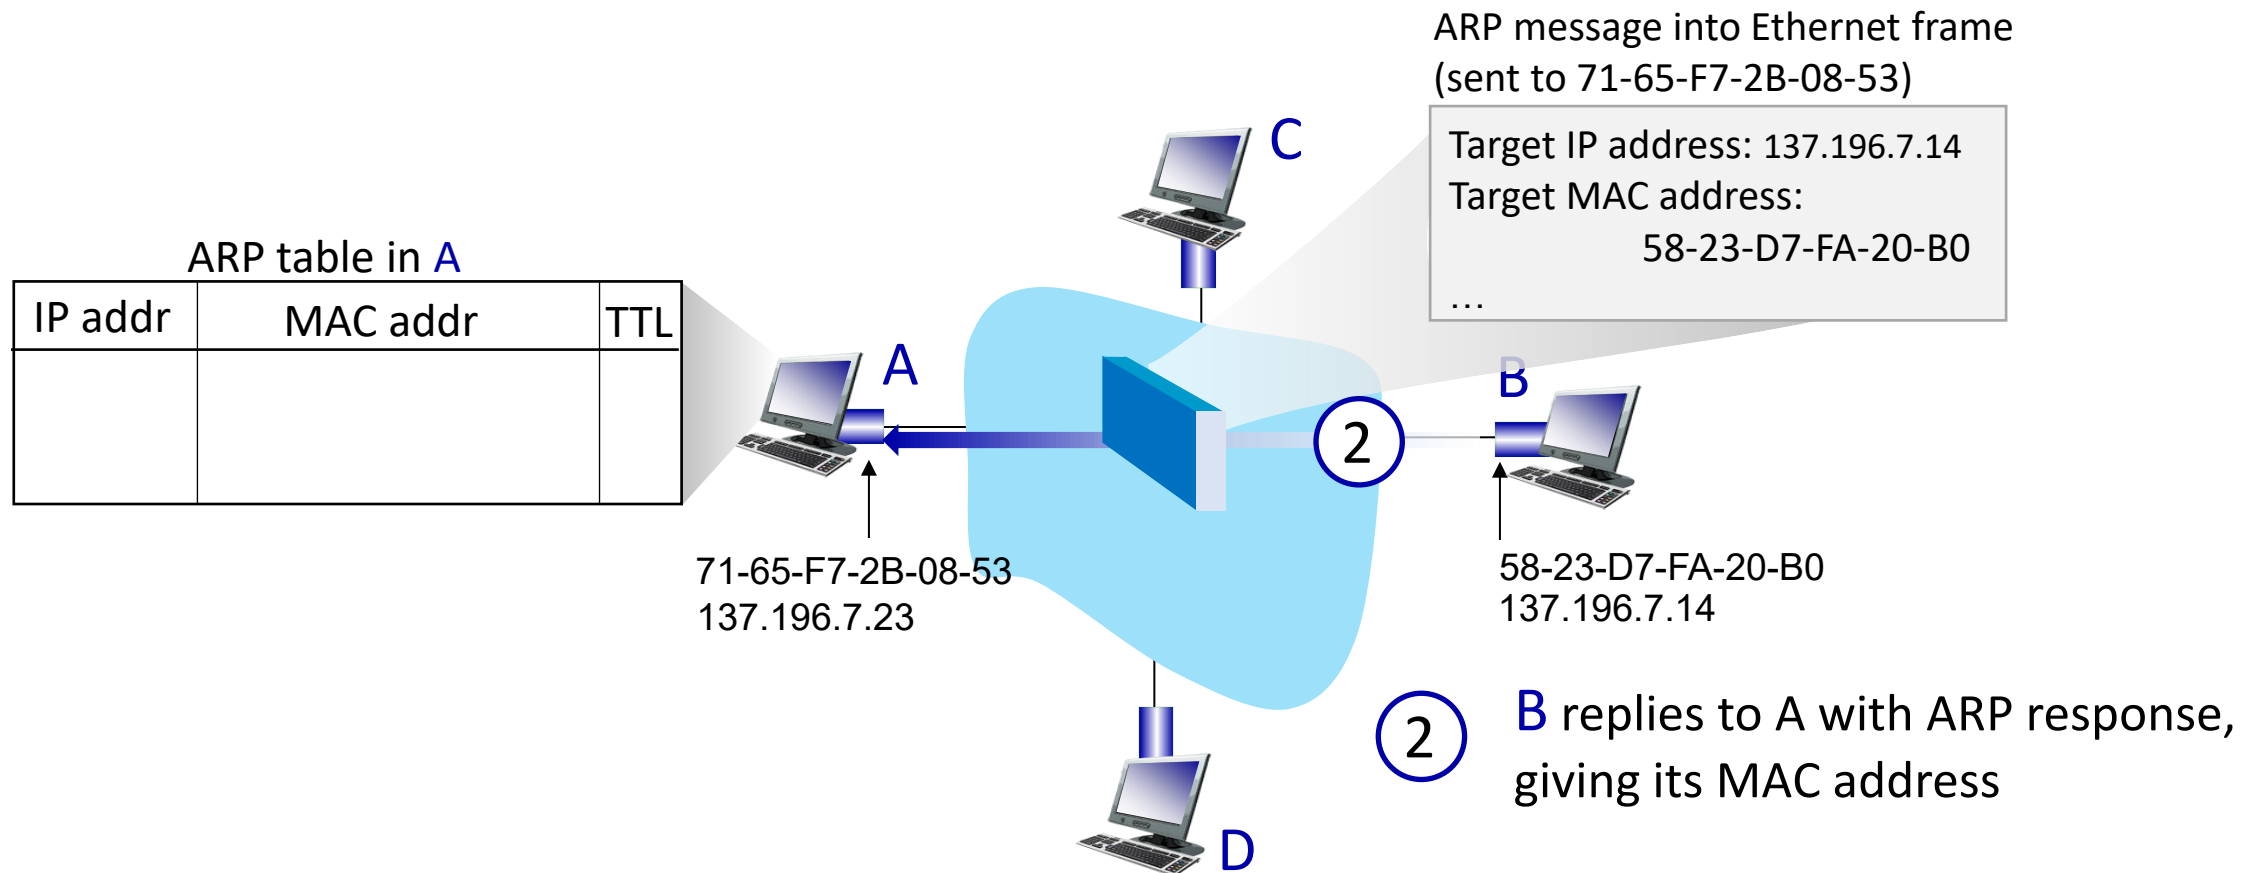 ARP message into Ethernet frame
(sent to 71-65-F7-2B-08-53)
Target IP address: 137.196.7.14
Target MAC address:
58-23-D7-FA-20-B0
…
C
ARP table in A
IP addr MAC addr TTL
A
B
2
71-65-F7-2B-08-53
137.196.7.23
58-23-D7-FA-20-B0
137.196.7.14
2 B replies to A with ARP response,
giving its MAC address
D